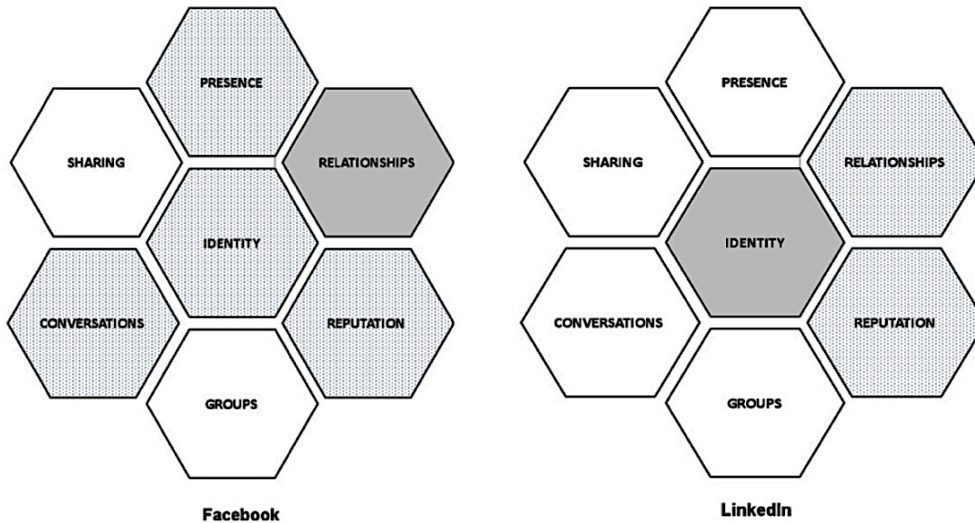 PRESENCE
SHARING
RELATIONSHIPS
IDENTITY
CONVERSATIONS
REPUTATION
GROUPS
Facebook
PRESENCE
SHARING
RELATIONSHIPS
IDENTITY
CONVERSATIONS
REPUTATION
GROUPS
LinkedIn